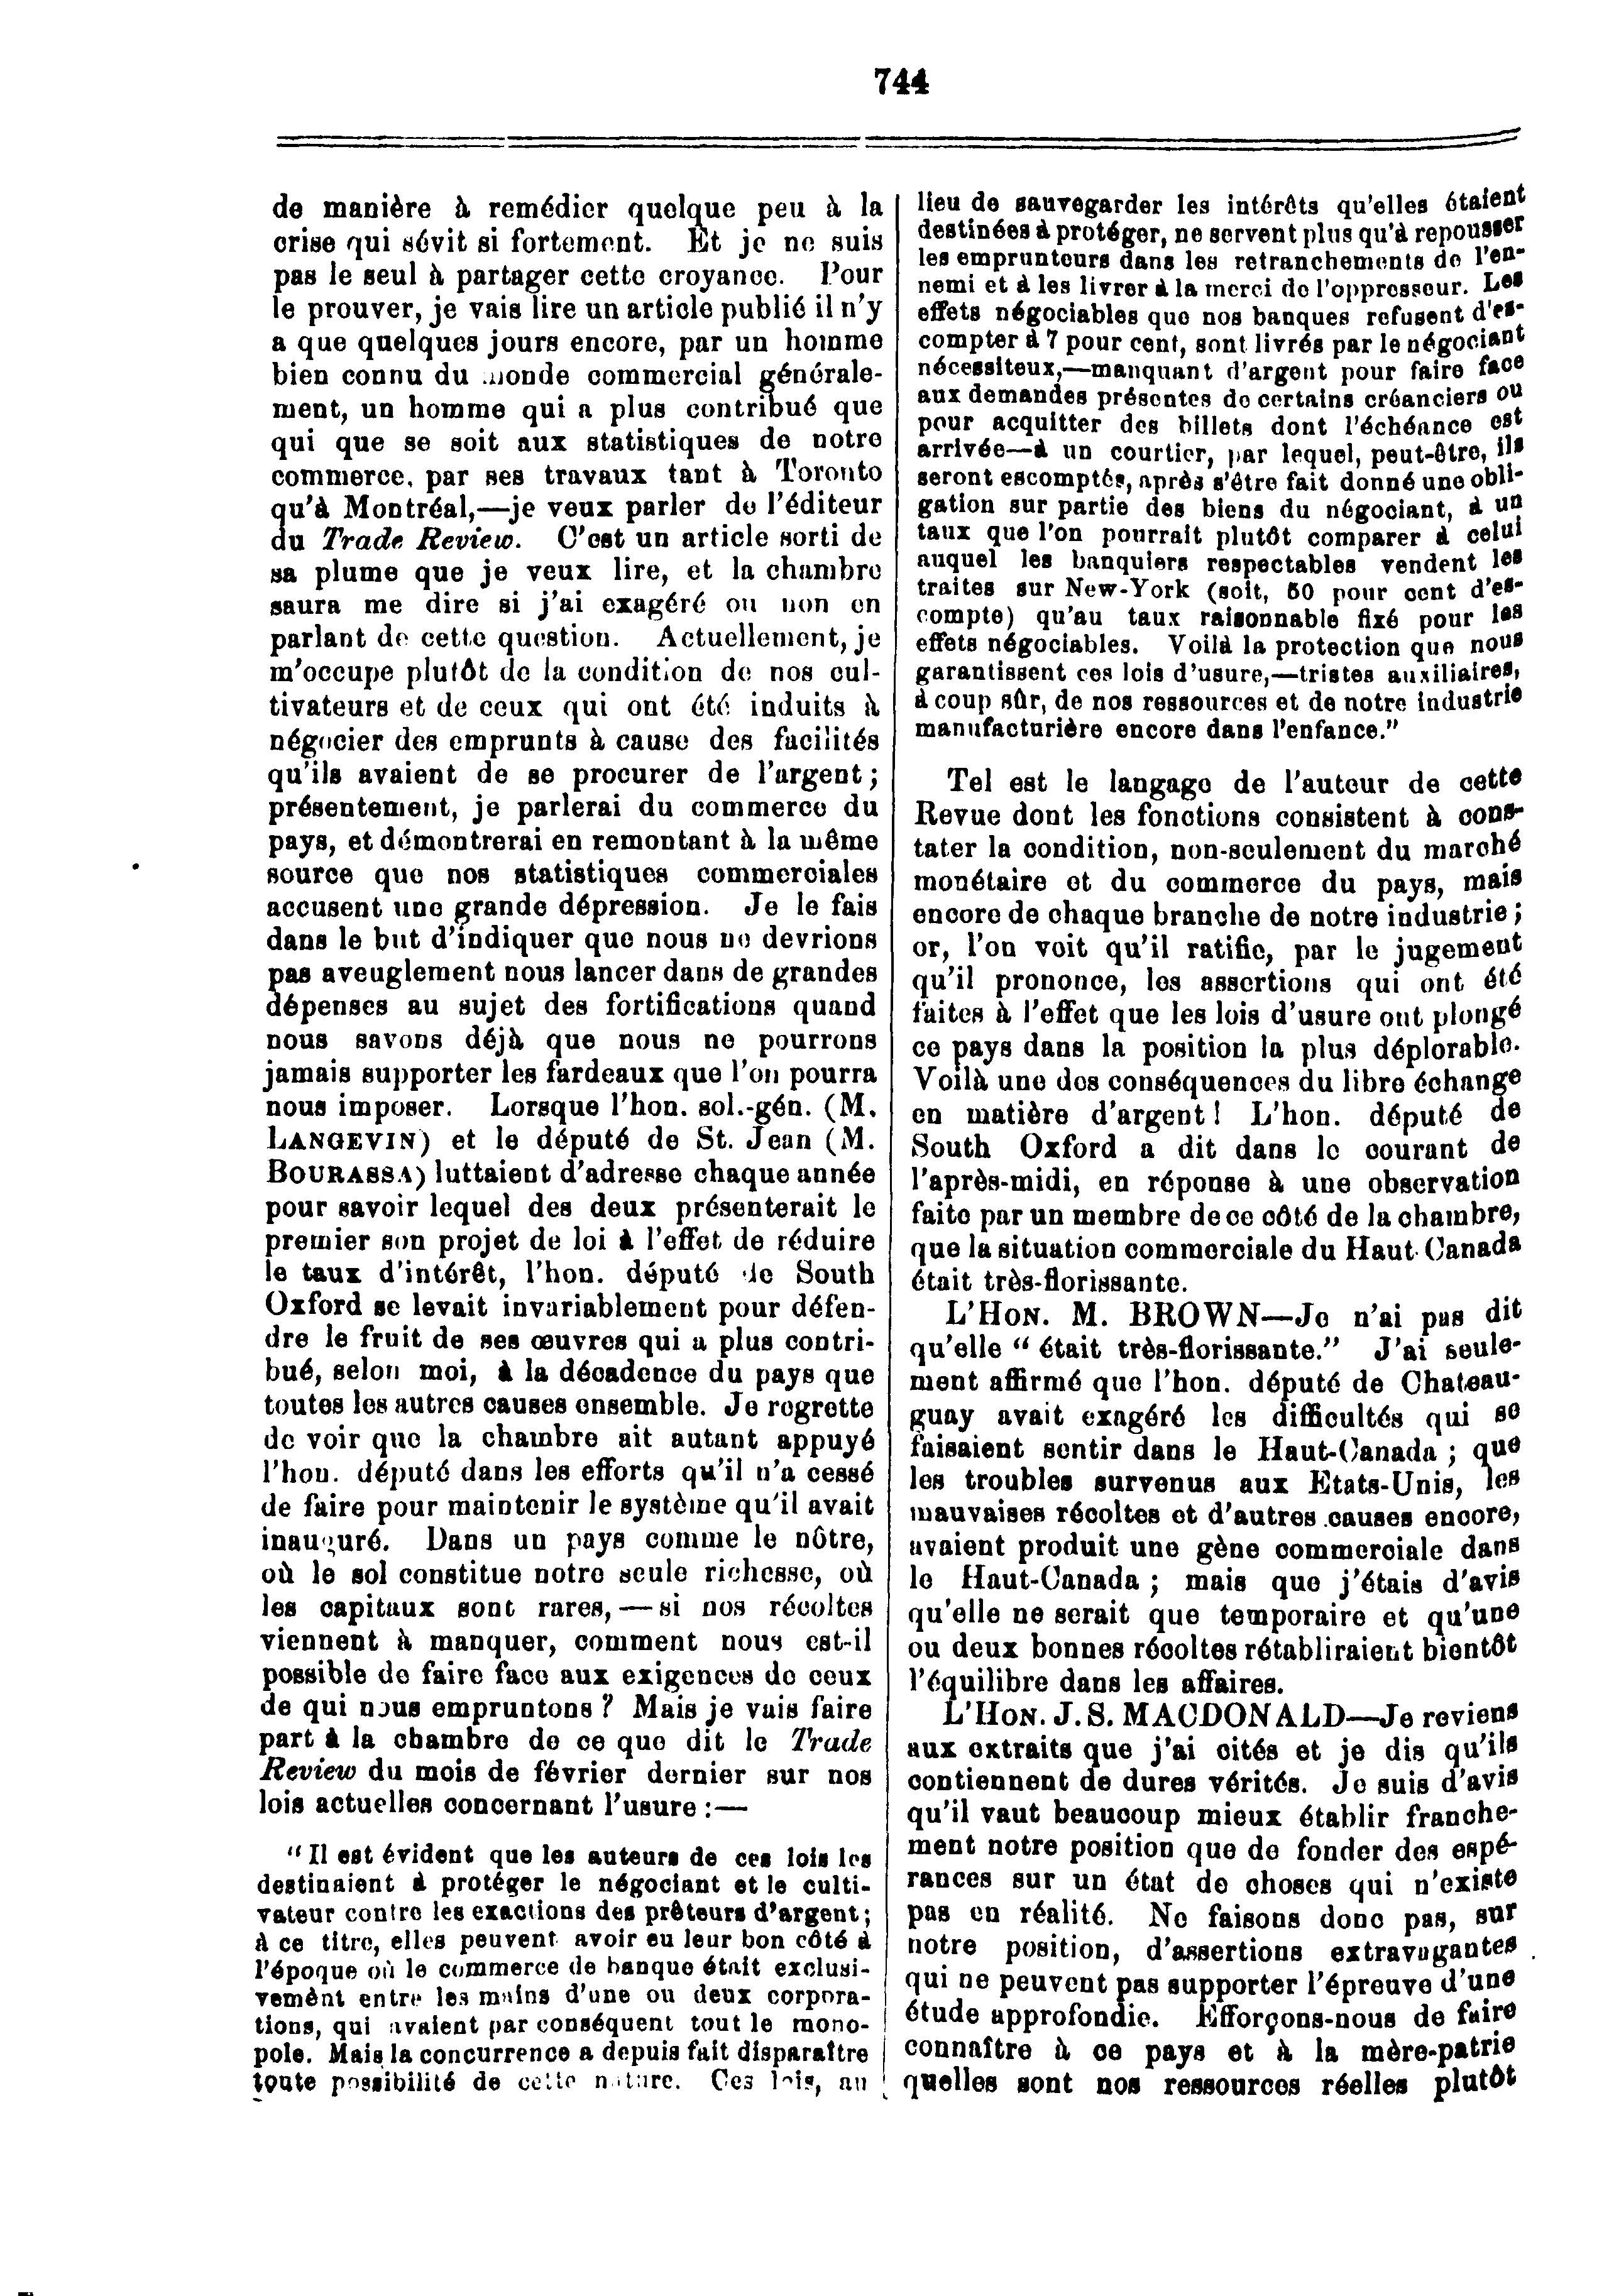 744
de manière à remédier quelque peu à la
crise qui sévit si fortement. Et je ne suis
pas le seul à partager cette croyance. Pour
le prouver, je vais lire un article publié il n'y
a que quelques jours encore, par un homme
bien connu du monde commercial générale-
ment, un homme qui a plus contribué que
qui que se soit aux statistiques de notre
commerce, par ses travaux tant à Toronto
qu'à Montréal,—je veux parler de l'éditeur
du Trade Review. C'est un article sorti de
sa plume que je veux lire, et la chambre
saura me dire si j'ai exagéré ou non en
parlant de cette question. Actuellement, je
m'occupe plutôt de la condition de nos cul-
tivateurs et de ceux qui ont été induits à
négocier des emprunts à cause des facilités
qu'ils avaient de se procurer de l'argent ;
présentement, je parlerai du commerce du
pays, et démontrerai en remontant à la même
source que nos statistiques commerciales
accusent une grande dépression. Je le fais
dans le but d'indiquer que nous ne devrions
pas aveuglement nous lancer dans de grandes
dépenses au sujet des fortifications quand
nous savons déjà que nous ne pourrons
jamais supporter les fardeaux que l'on pourra
nous imposer. Lorsque l'hon. sol.-gén. (M.
LANGEVIN) et le député de St. Jean (M.
BOURASSA) luttaient d'adresse chaque année
pour savoir lequel des deux présenterait le
premier son projet de loi à l'effet de réduire
le taux d'intérêt, l'hon. député de South
Oxford se levait invariablement pour défen-
dre le fruit de ses œuvres qui a plus contri-
bué, selon moi, à la décadence du pays que
toutes les autres causes ensemble. Je regrette
de voir que la chambre ait autant appuyé
l'hon. député dans les efforts qu'il n'a cessé
de faire pour maintenir le système qu'il avait
inauguré. Dans un pays comme le nôtre,
où le sol constitue notre seule richesse, où
les capitaux sont rares,—si nos récoltes
viennent à manquer, comment nous est-il
possible de faire face aux exigences de ceux
de qui nous empruntons ? Mais je vais faire
part à la chambre de ce que dit le Trade
Review du mois de février dernier sur nos
lois actuelles concernant l'usure :—
" Il est évident que les auteurs de ces lois les
destinaient à protéger le négociant et le culti-
vateur contre les exactions des prêteurs d'argent ;
à ce titre, elles peuvent avoir eu leur bon côté à
l'époque où le commerce de banque était exclusi-
vemènt entre les mains d'une ou deux corpora-
tions, qui avaient par conséquent tout le mono-
pole. Mais la concurrence a depuis fait disparaître
toute possibilité de cette nature. Ces lois, au
lieu de sauvegarder les intérêts qu'elles étaient
destinées à protéger, ne servent plus qu'à repousser
les emprunteurs dans les retranchements de l'en-
nemi et à les livrer à la merci de l'oppresseur. Les
effets négociables que nos banques refusent d'es-
compter à 7 pour cent, sont livrés par le négociant
nécessiteux,—manquant d'argent pour faire face
aux demandes présentes de certains créanciers ou
pour acquitter des billets dont l'échéance est
arrivée—à un courtier, par lequel, peut-être, ils
seront escomptés, après s'être fait donné une obli-
gation sur partie des biens du négociant, à un
taux que l'on pourrait plutôt comparer à celui
auquel les banquiers respectables vendent les
traites sur New-York (soit, 50 pour cent d'es-
compte) qu'au taux raisonnable fixé pour les
effets négociables. Voilà la protection que nous
garantissent ces lois d'usure,—tristes auxiliaires,
à coup sûr, de nos ressources et de notre industrie
manufacturière encore dans l'enfance."
Tel est le langage de l'auteur de cette
Revue dont les fonctions consistent à cons-
tater la condition, non-seulement du marché
monétaire et du commerce du pays, mais
encore de chaque branche de notre industrie ;
or, l'on voit qu'il ratifie, par le jugement
qu'il prononce, les assertions qui ont été
faites à l'effet que les lois d'usure ont plongé
ce pays dans la position la plus déplorable.
Voilà une des conséquences du libre échange
en matière d'argent ! L'hon. député de
South Oxford a dit dans le courant de
l'après-midi, en réponse à une observation
faite par un membre de ce côté de la chambre,
que la situation commerciale du Haut-Canada
était très-florissante.
L'HON. M. BROWN—Je n'ai pas dit
qu'elle " était très-florissante." J'ai seule-
ment affirmé que l'hon. député de Chateau-
guay avait exagéré les difficultés qui se
faisaient sentir dans le Haut-Canada ; que
les troubles survenus aux Etats-Unis, les
mauvaises récoltes et d'autres causes encore,
avaient produit une gène commerciale dans
le Haut-Canada ; mais que j'étais d'avis
qu'elle ne serait que temporaire et qu'une
ou deux bonnes récoltes rétabliraient bientôt
l'équilibre dans les affaires.
L'HON. J. S. MACDONALD—Je reviens
aux extraits que j'ai cités et je dis qu'ils
contiennent de dures vérités. Je suis d'avis
qu'il vaut beaucoup mieux établir franche-
ment notre position que de fonder des espé-
rances sur un état de choses qui n'existe
pas en réalité. Ne faisons donc pas, sur
notre position, d'assertions extravagantes
qui ne peuvent pas supporter l'épreuve d'une
étude approfondie. Efforçons-nous de faire
connaître à ce pays et à la mère-patrie
quelles sont nos ressources réelles plutôt